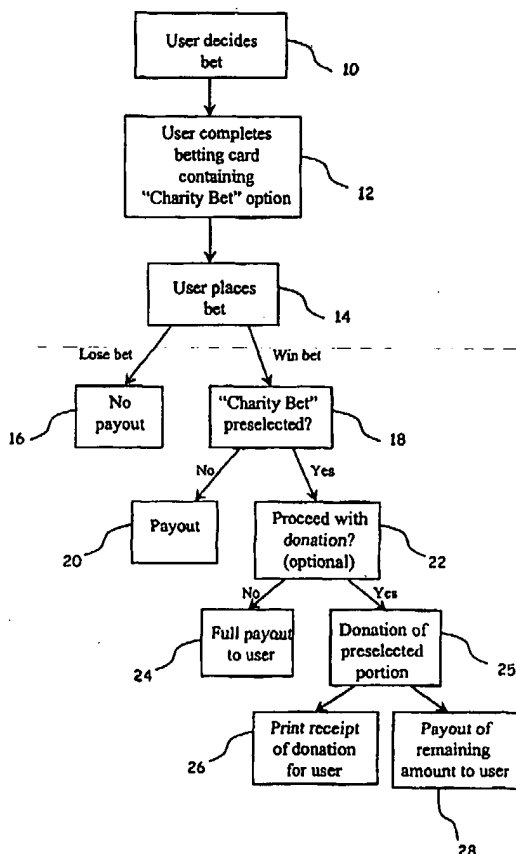 User decides
bet
10
User completes
betting card
containing
“Charity Bet” option
12
User places
bet
14
Lose bet
Win bet
No
payout
16
“Charity Bet”
preselected?
18
No
Yes
Payout
20
Proceed with
donation?
(optional)
22
No
Yes
Full payout
to user
24
Donation of
preselected
portion
25
Print receipt
of donation
for user
26
Payout of
remaining
amount to user
28